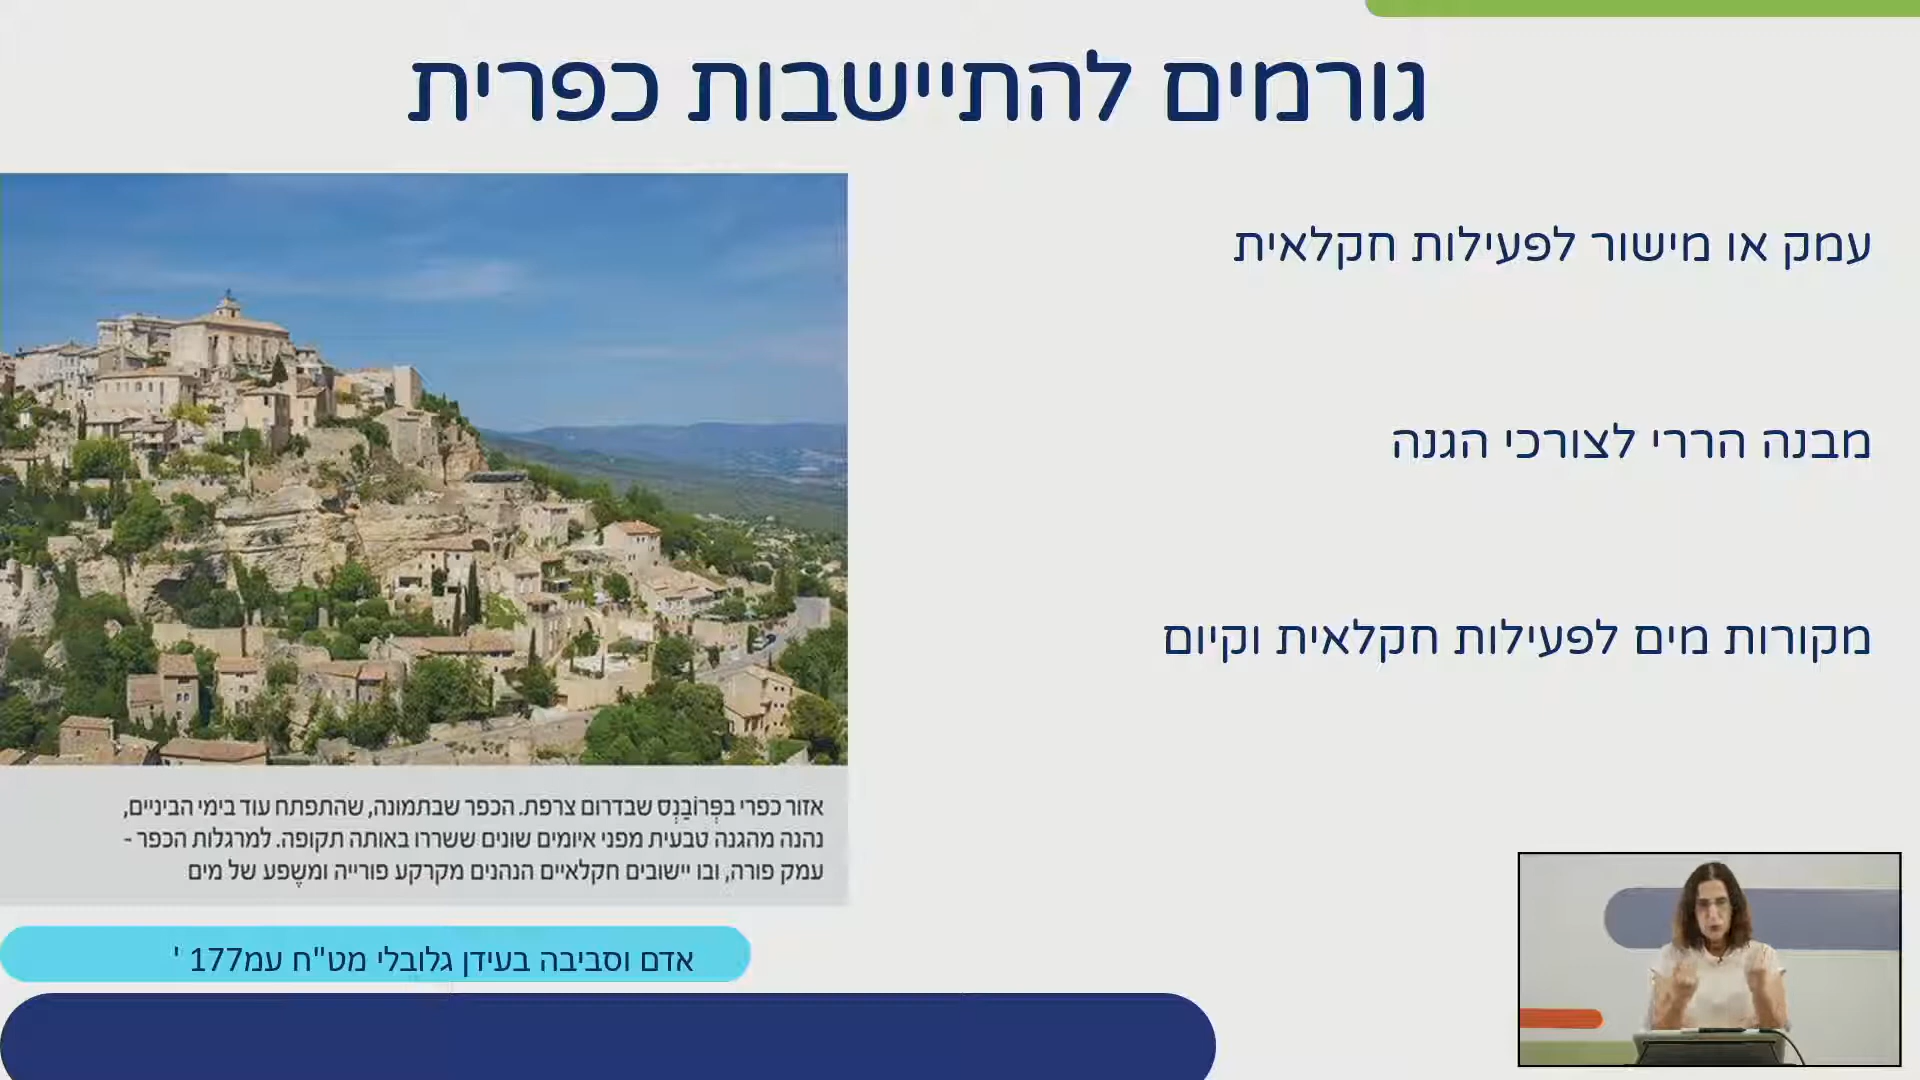 גורמים להתיישבות כפרית
עמק או מישור לפעילות חקלאית
מבנה הררי לצורכי הגנה
מקורות מים לפעילות חקלאית וקיום
אזור כפרי בפְּרוֹבַנְס שבדרום צרפת. הכפר שבתמונה, שהתפתח עוד בימי הביניים,
נהנה מהגנה טבעית מפני איומים שונים ששררו באותה תקופה. למרגלות הכפר -
עמק פורה, ובו יישובים חקלאיים הנהנים מקרקע פורייה ומשֶפע של מים
אדם וסביבה בעידן גלובלי מט"ח עמ177 '